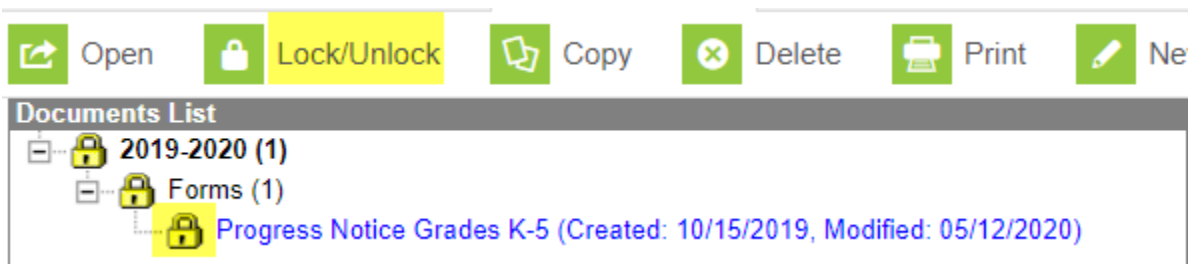 Open Lock/Unlock Copy Delete Print
Documents List
2019-2020 (1)
Forms (1)
Progress Notice Grades K-5 (Created: 10/15/2019, Modified: 05/12/2020)